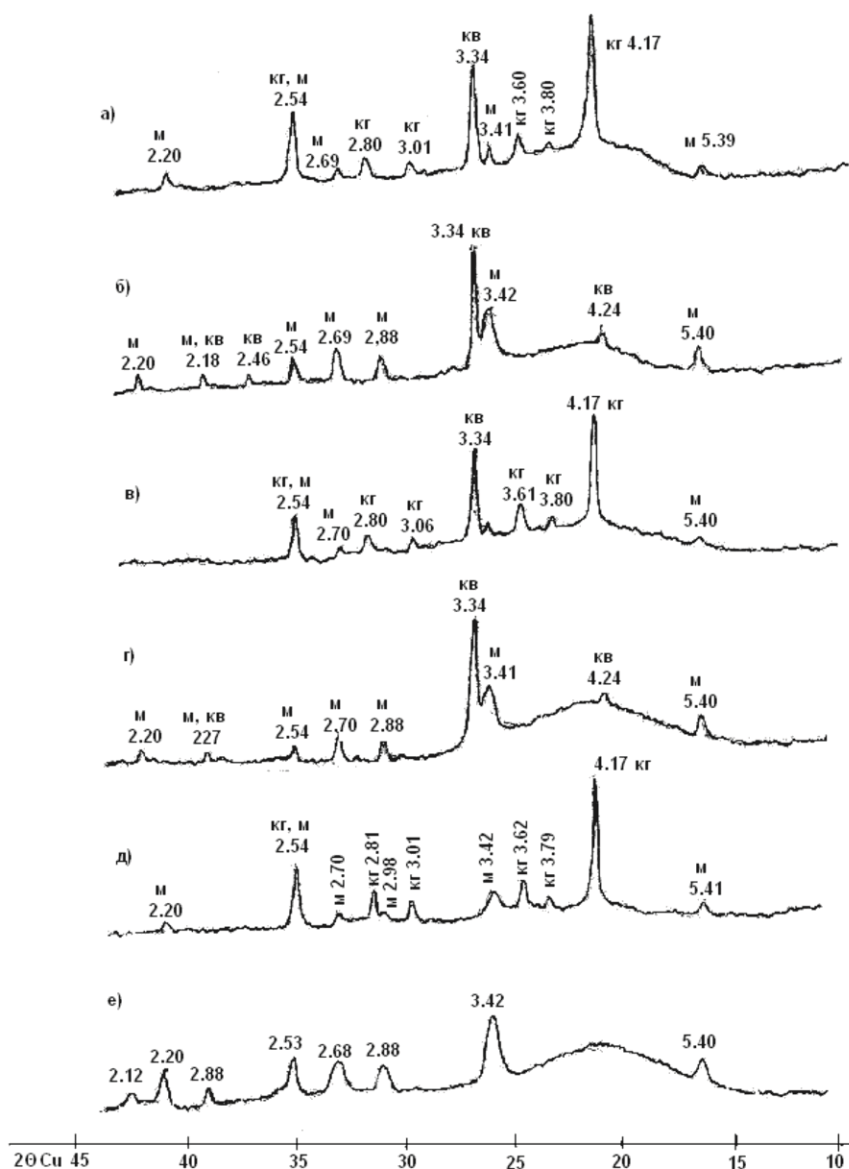 кв
3.34
кг 4.17
кг, м
2.54
а)
м
2.20
м
2.69
кг
2.80
кг
3.01
м
3.41
кг 3.60
кг 3.80
м 5.39
3.34 кв
б)
м
2.20
м, кв
2.18
кв
2.46
м
2.54
м
2.69
м
2,88
м
3.42
кв
4.24
м
5.40
4.17 кг
кв
3.34
в)
кг, м
2.54
м
2.70
кг
2.80
кг
3.06
кг
3.61
кг
3.80
м
5.40
кв
3.34
г)
м
2.20
м, кв
227
м
2.54
м
2.70
м
2.88
м
3.41
кв
4.24
м
5.40
4.17 кг
д)
м
2.20
кг, м
2.54
м 2.70
кг 2.81
м 2.98
кг 3.01
м 3.42
кг 3.62
кг 3.79
м
5.41
е)
2.12
2.20
2.88
2.53
2.68
2.88
3.42
5.40
2Θ Cu 45 40 35 30 25 20 15 10